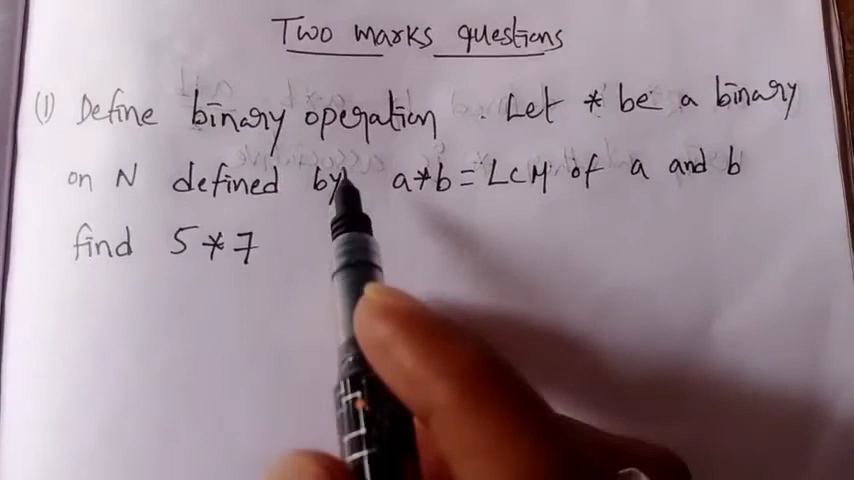 Two marks questions
(1) Define binary operation . Let * be a binary
on N defined by a*b = LCM of a and b
find 5*7